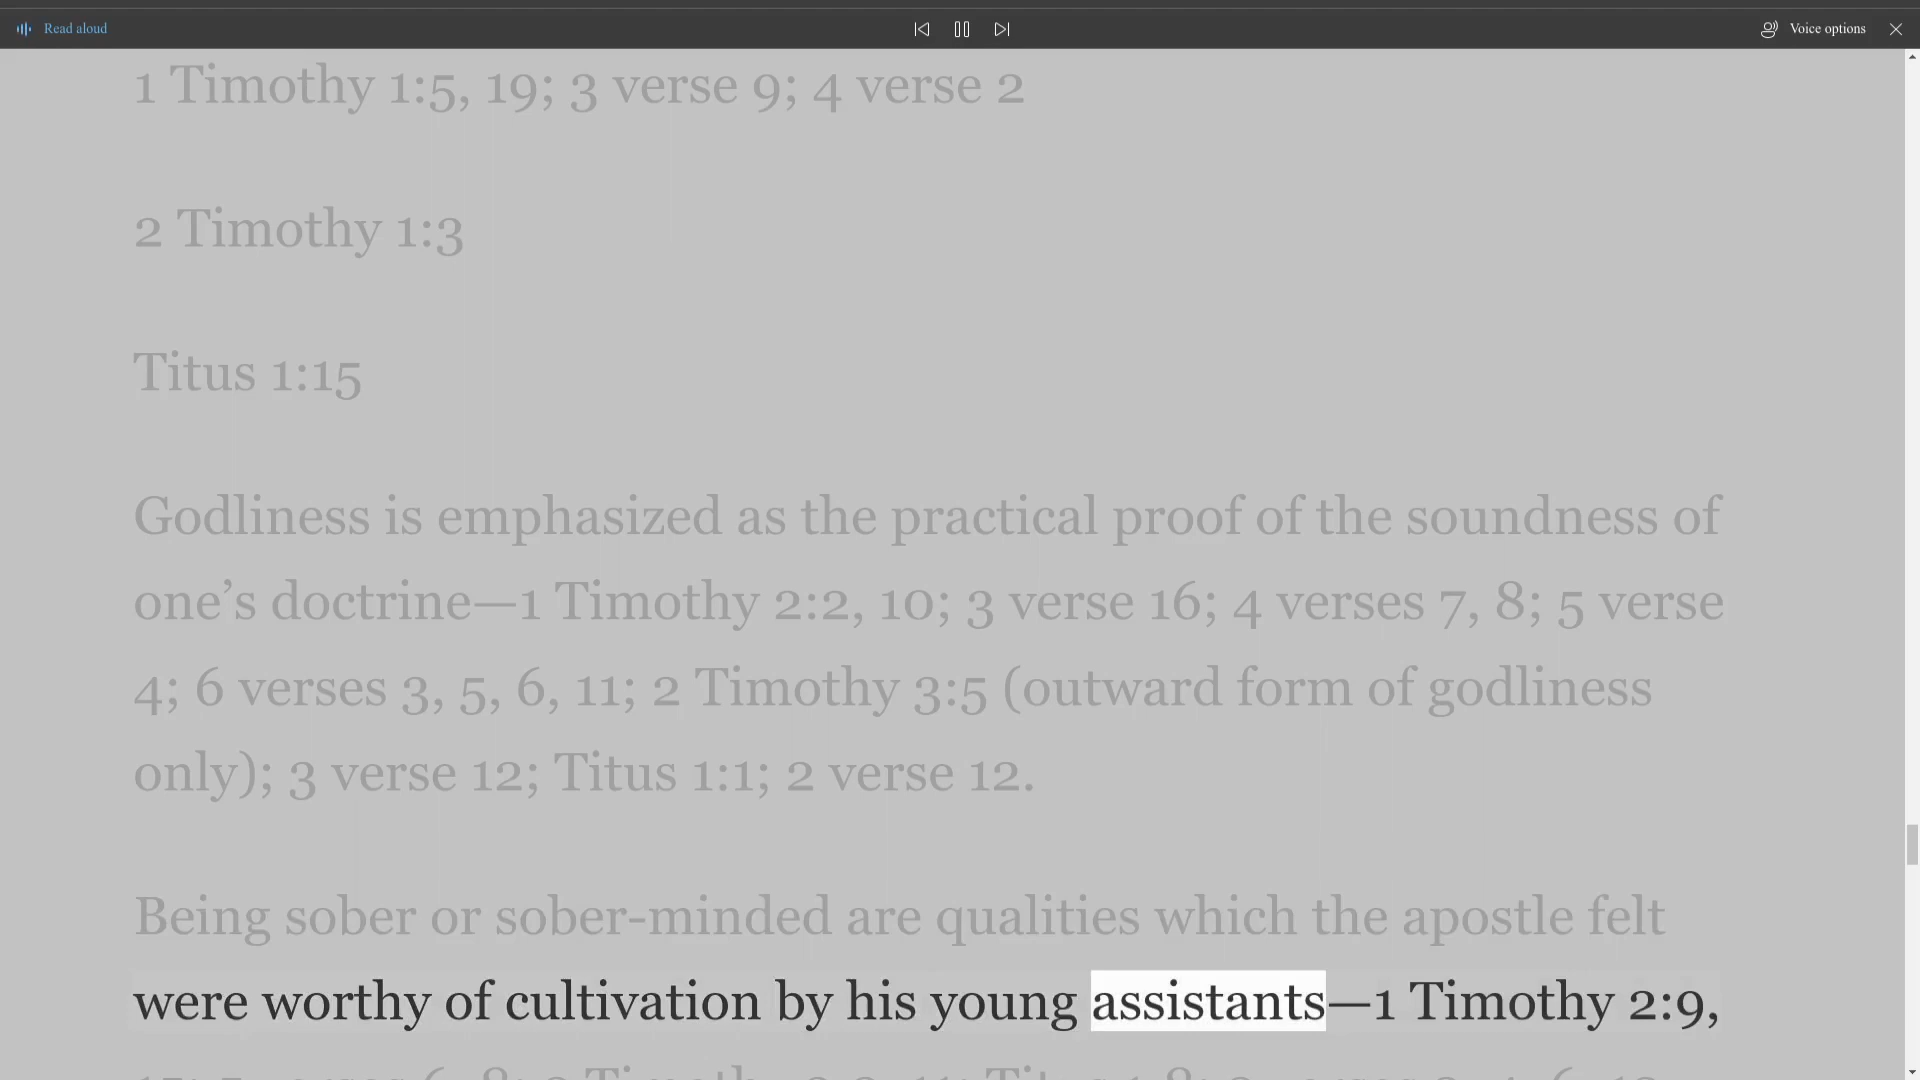 Read aloud
Voice options
1 Timothy 1:5, 19; 3 verse 9; 4 verse 2
2 Timothy 1:3
Titus 1:15
Godliness is emphasized as the practical proof of the soundness of
one’s doctrine—1 Timothy 2:2, 10; 3 verse 16; 4 verses 7, 8; 5 verse
4; 6 verses 3, 5, 6, 11; 2 Timothy 3:5 (outward form of godliness
only); 3 verse 12; Titus 1:1; 2 verse 12.
Being sober or sober-minded are qualities which the apostle felt
were worthy of cultivation by his young assistants—1 Timothy 2:9,